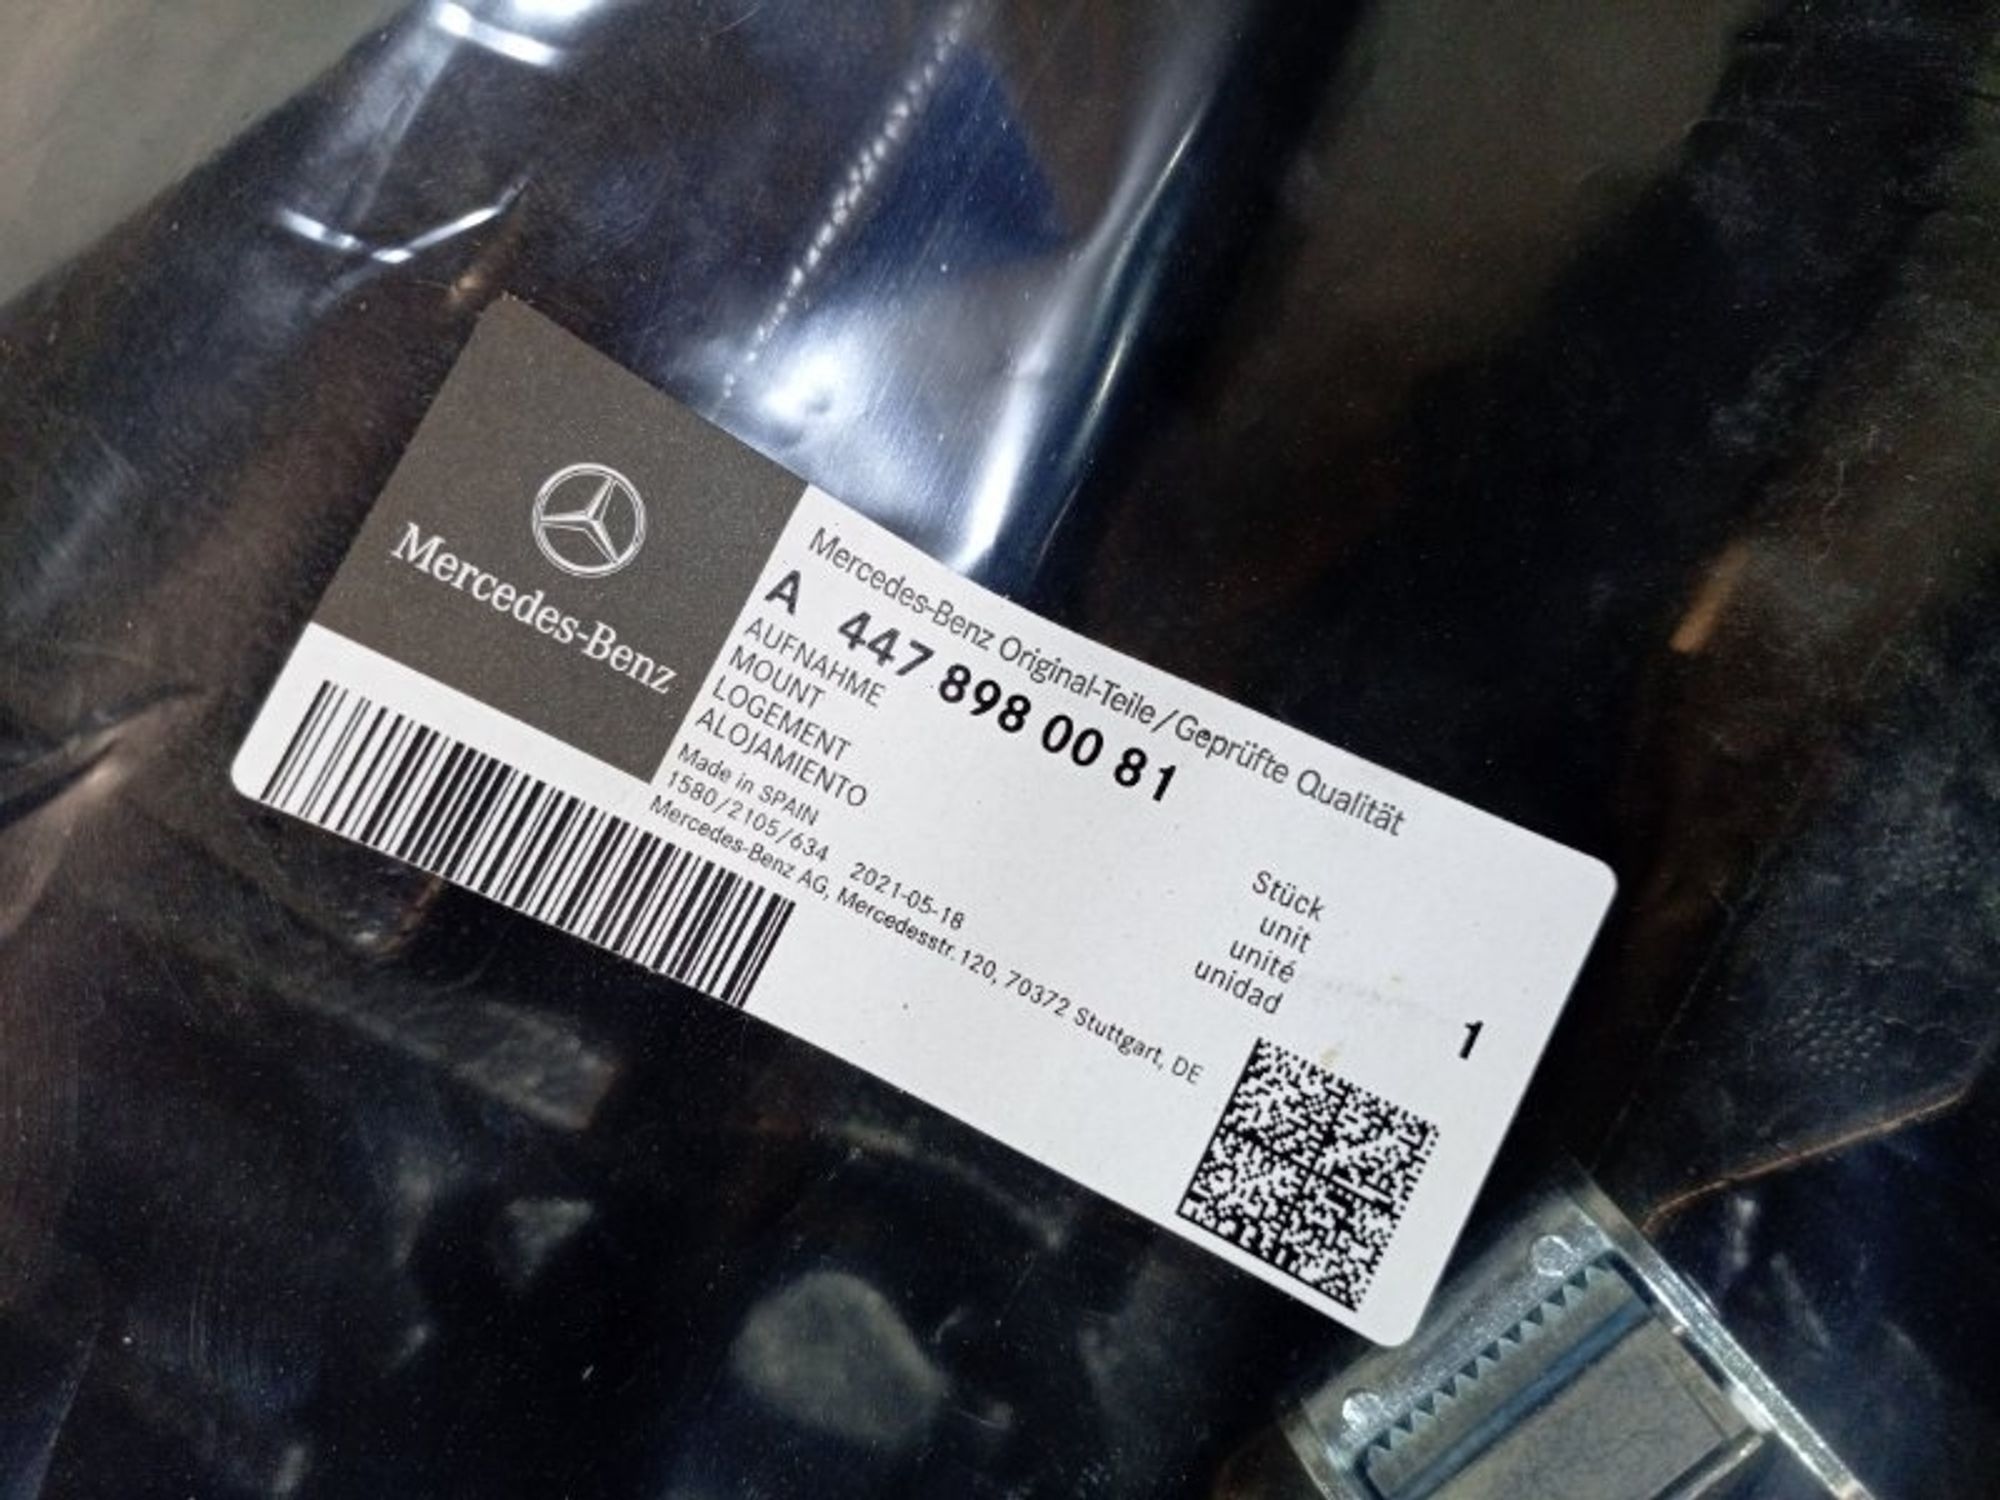 Mercedes-Benz
Mercedes-Benz Original-Teile/Geprüfte Qualität
A 447 898 00 81
AUFNAHME
MOUNT
LOGEMENT
ALOJAMIENTO
Made in SPAIN
1580/2105/634 2021-05-18
Mercedes-Benz AG, Mercedesstr. 120, 70372 Stuttgart, DE
Stück
unit
unité
unidad
1